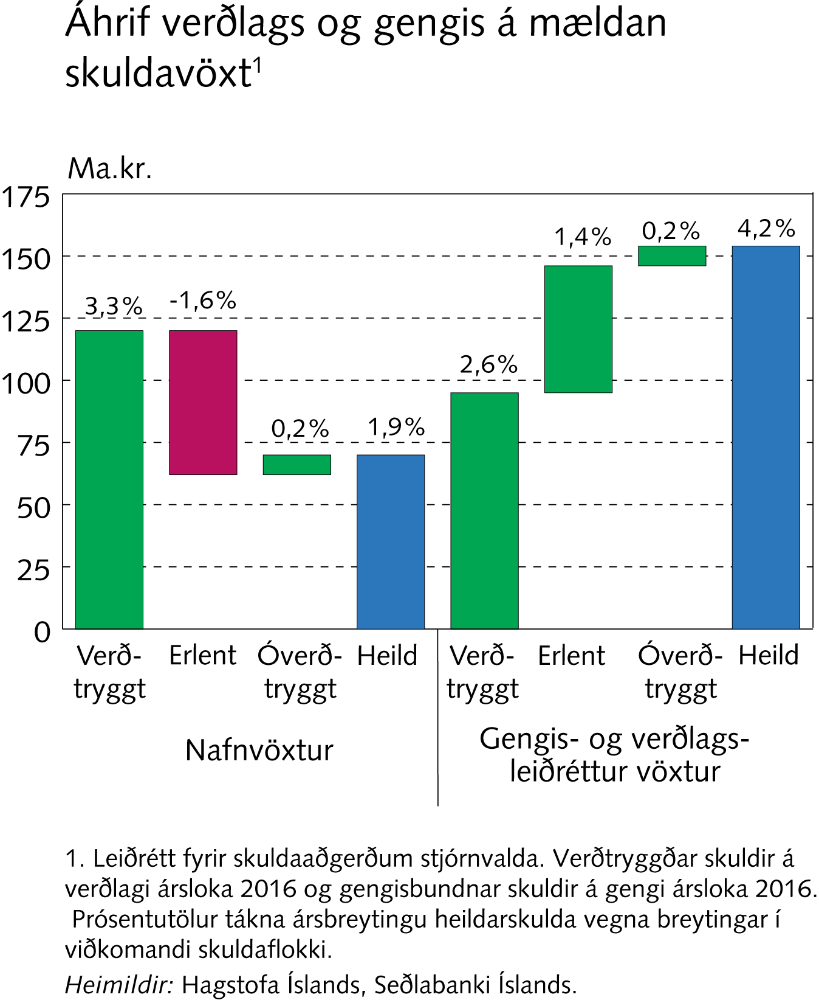 Áhrif verðlags og gengis á mældan
skuldavöxt¹
Ma.kr.
175
150
125
100
75
50
25
0
3,3%
-1,6%
0,2%
1,9%
2,6%
1,4%
0,2%
4,2%
Verð-
tryggt
Erlent
Óverð-
tryggt
Heild
Verð-
tryggt
Erlent
Óverð-
tryggt
Heild
Nafnvöxtur
Gengis- og verðlags-
leiðréttur vöxtur
1. Leiðrétt fyrir skuldaaðgerðum stjórnvalda. Verðtryggðar skuldir á
verðlagi ársloka 2016 og gengisbundnar skuldir á gengi ársloka 2016.
Prósentutölur tákna ársbreytingu heildarskulda vegna breytingar í
viðkomandi skuldaflokki.
Heimildir: Hagstofa Íslands, Seðlabanki Íslands.